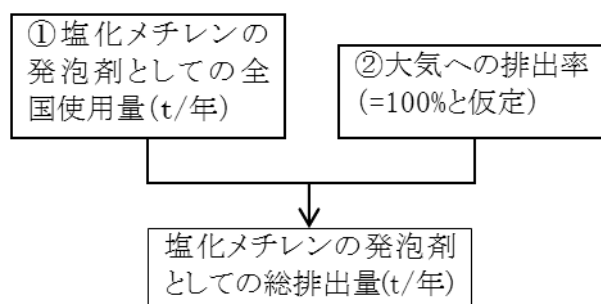 ①塩化メチレンの
発泡剤としての全
国使用量(t/年)
②大気への排出率
(=100%と仮定)
塩化メチレンの発泡剤
としての総排出量(t/年)